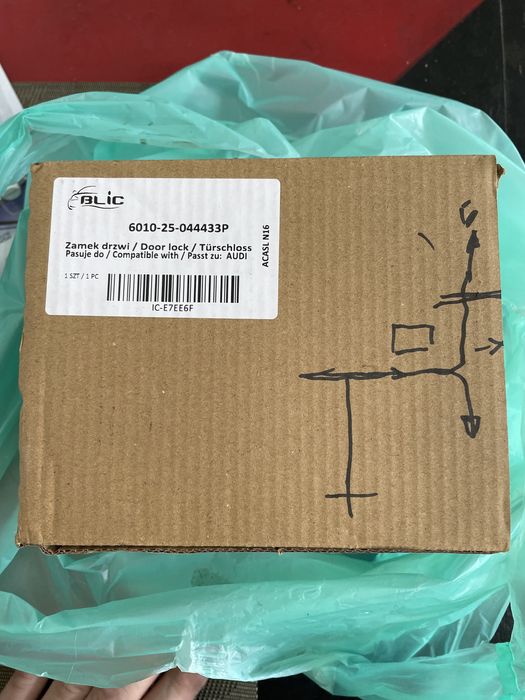 BLIC
6010-25-044433P
Zamek drzwi / Door lock / Türschloss
Pasuje do / Compatible with / Passt zu: AUDI
1 SZT / 1 PC
IC-E7EE6F
ACASL N16